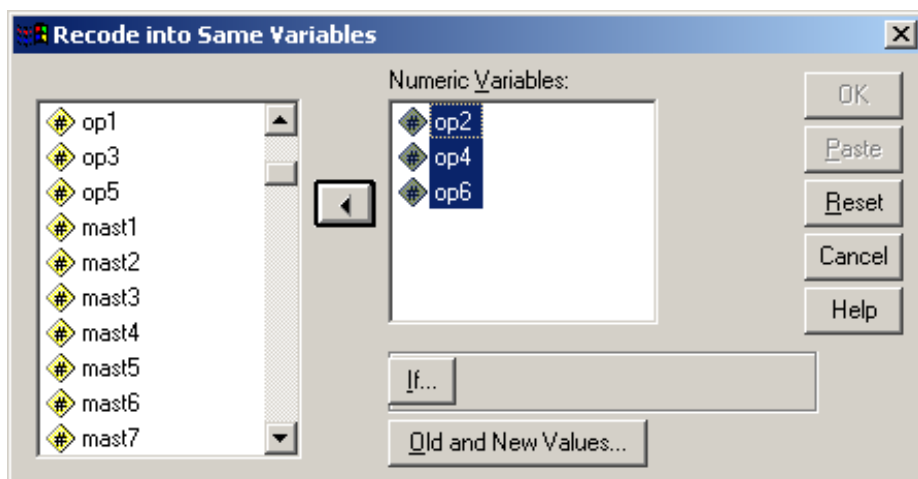 Recode into Same Variables
# op1
# op3
# op5
# mast1
# mast2
# mast3
# mast4
# mast5
# mast6
# mast7
Numeric Variables:
# op2
# op4
# op6
If...
Old and New Values...
OK
Paste
Reset
Cancel
Help